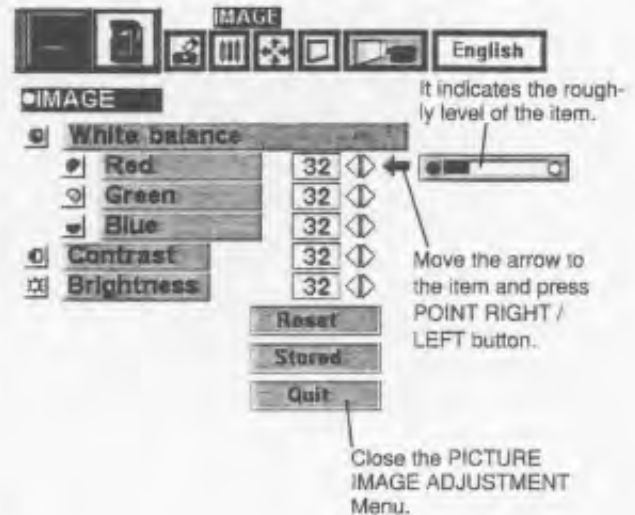 IMAGE
English
IMAGE
It indicates the rough-
ly level of the item.
White balance
Red 32
Green 32
Blue 32
Contrast 32
Brightness 32
Move the arrow to
the item and press
POINT RIGHT /
LEFT button.
Reset
Stored
Quit
Close the PICTURE
IMAGE ADJUSTMENT
Menu.